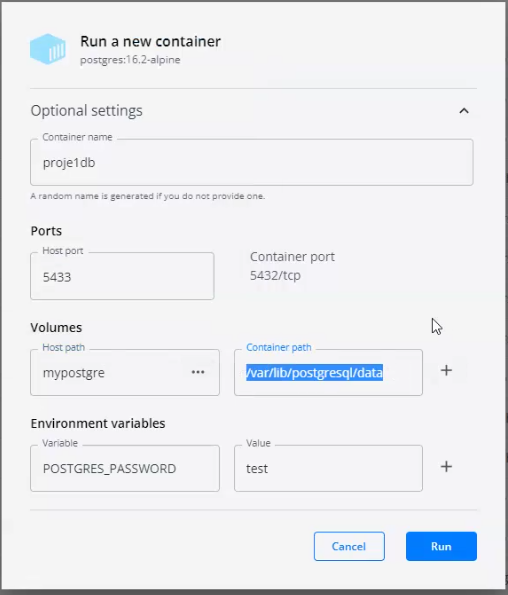 Run a new container
postgres:16.2-alpine
Optional settings
Container name
proje1db
A random name is generated if you do not provide one.
Ports
Host port
5433
Container port
5432/tcp
Volumes
Host path
mypostgre
Container path
/var/lib/postgresql/data
Environment variables
Variable
POSTGRES_PASSWORD
Value
test
Cancel
Run